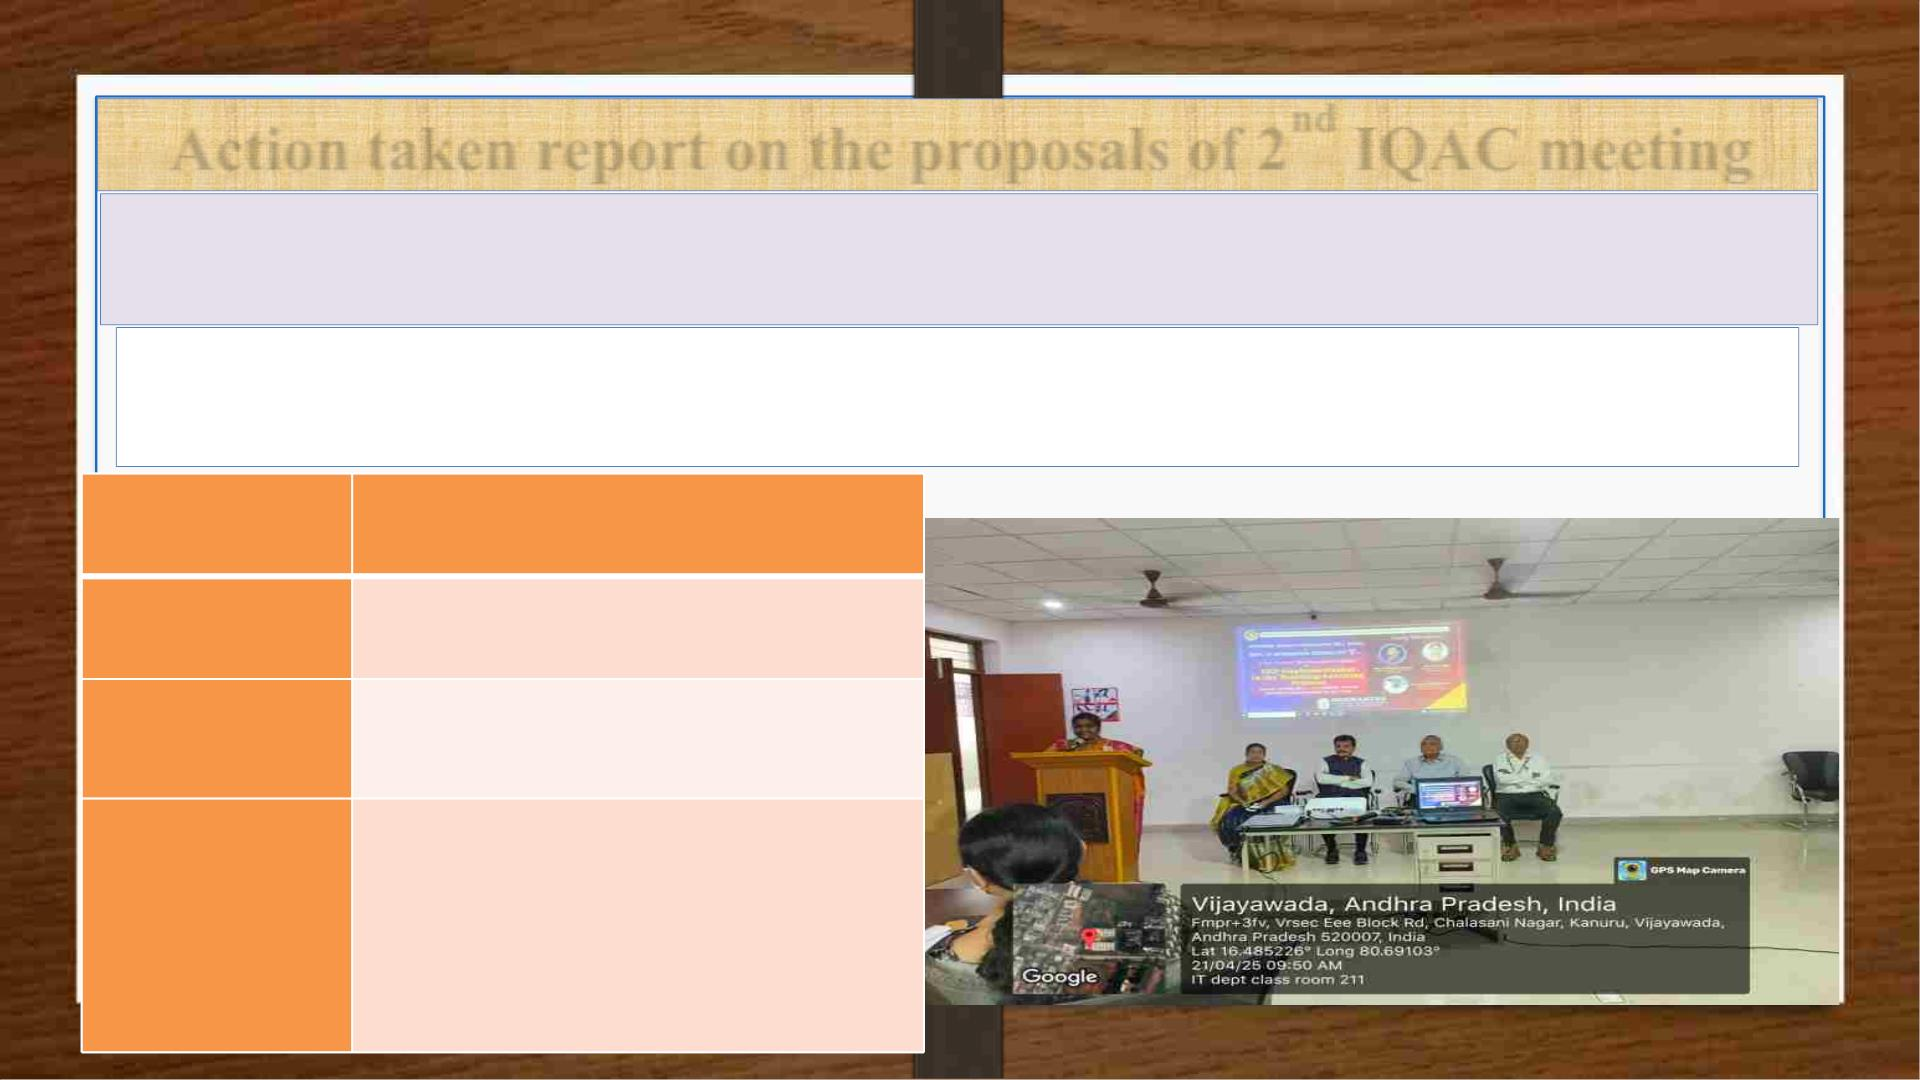 Action taken report on the proposals of 2nd IQAC meeting
GPS Map Camera
Vijayawada, Andhra Pradesh, India
Fmpr+3fv, Vrsec Eee Block Rd, Chalasani Nagar, Kanuru, Vijayawada,
Andhra Pradesh 520007, India
Lat 16.485226° Long 80.69103°
21/04/25 09:50 AM
IT dept class room 211
Google